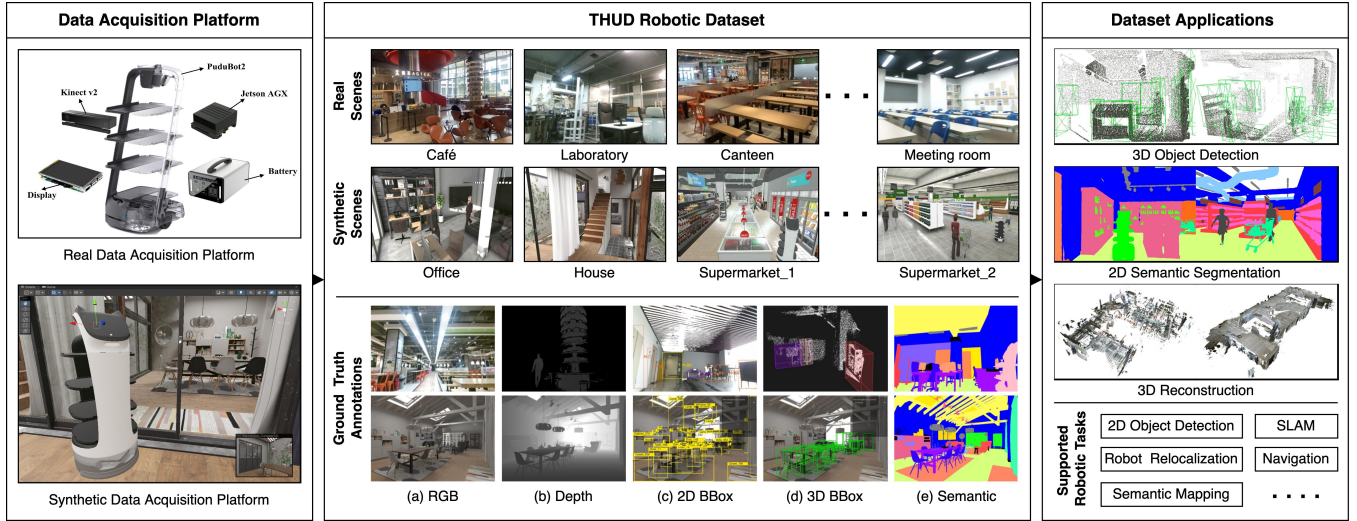 Data Acquisition Platform
PuduBot2
Kinect v2
Jetson AGX
Display
Battery
Real Data Acquisition Platform
Synthetic Data Acquisition Platform
THUD Robotic Dataset
Real
Scenes
Café
Laboratory
Canteen
Meeting room
Synthetic
Scenes
Office
House
Supermarket_1
Supermarket_2
Ground Truth
Annotations
(a) RGB
(b) Depth
(c) 2D BBox
(d) 3D BBox
(e) Semantic
Dataset Applications
3D Object Detection
2D Semantic Segmentation
3D Reconstruction
Supported
Robotic Tasks
2D Object Detection
SLAM
Robot Relocalization
Navigation
Semantic Mapping
. . . .